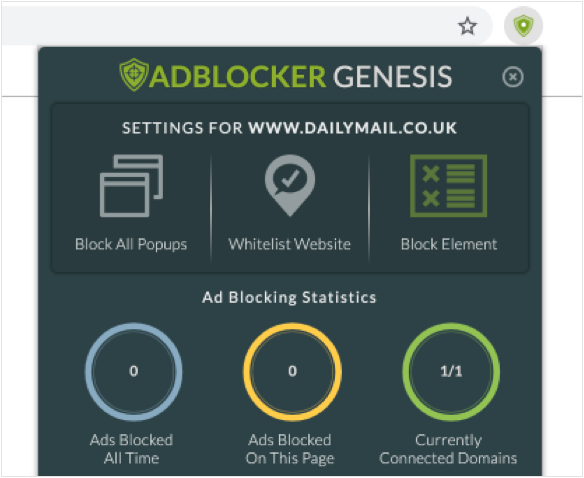 ADBLOCKER GENESIS
SETTINGS FOR WWW.DAILYMAIL.CO.UK
Block All Popups
Whitelist Website
Block Element
Ad Blocking Statistics
0
0
1/1
Ads Blocked
All Time
Ads Blocked
On This Page
Currently
Connected Domains